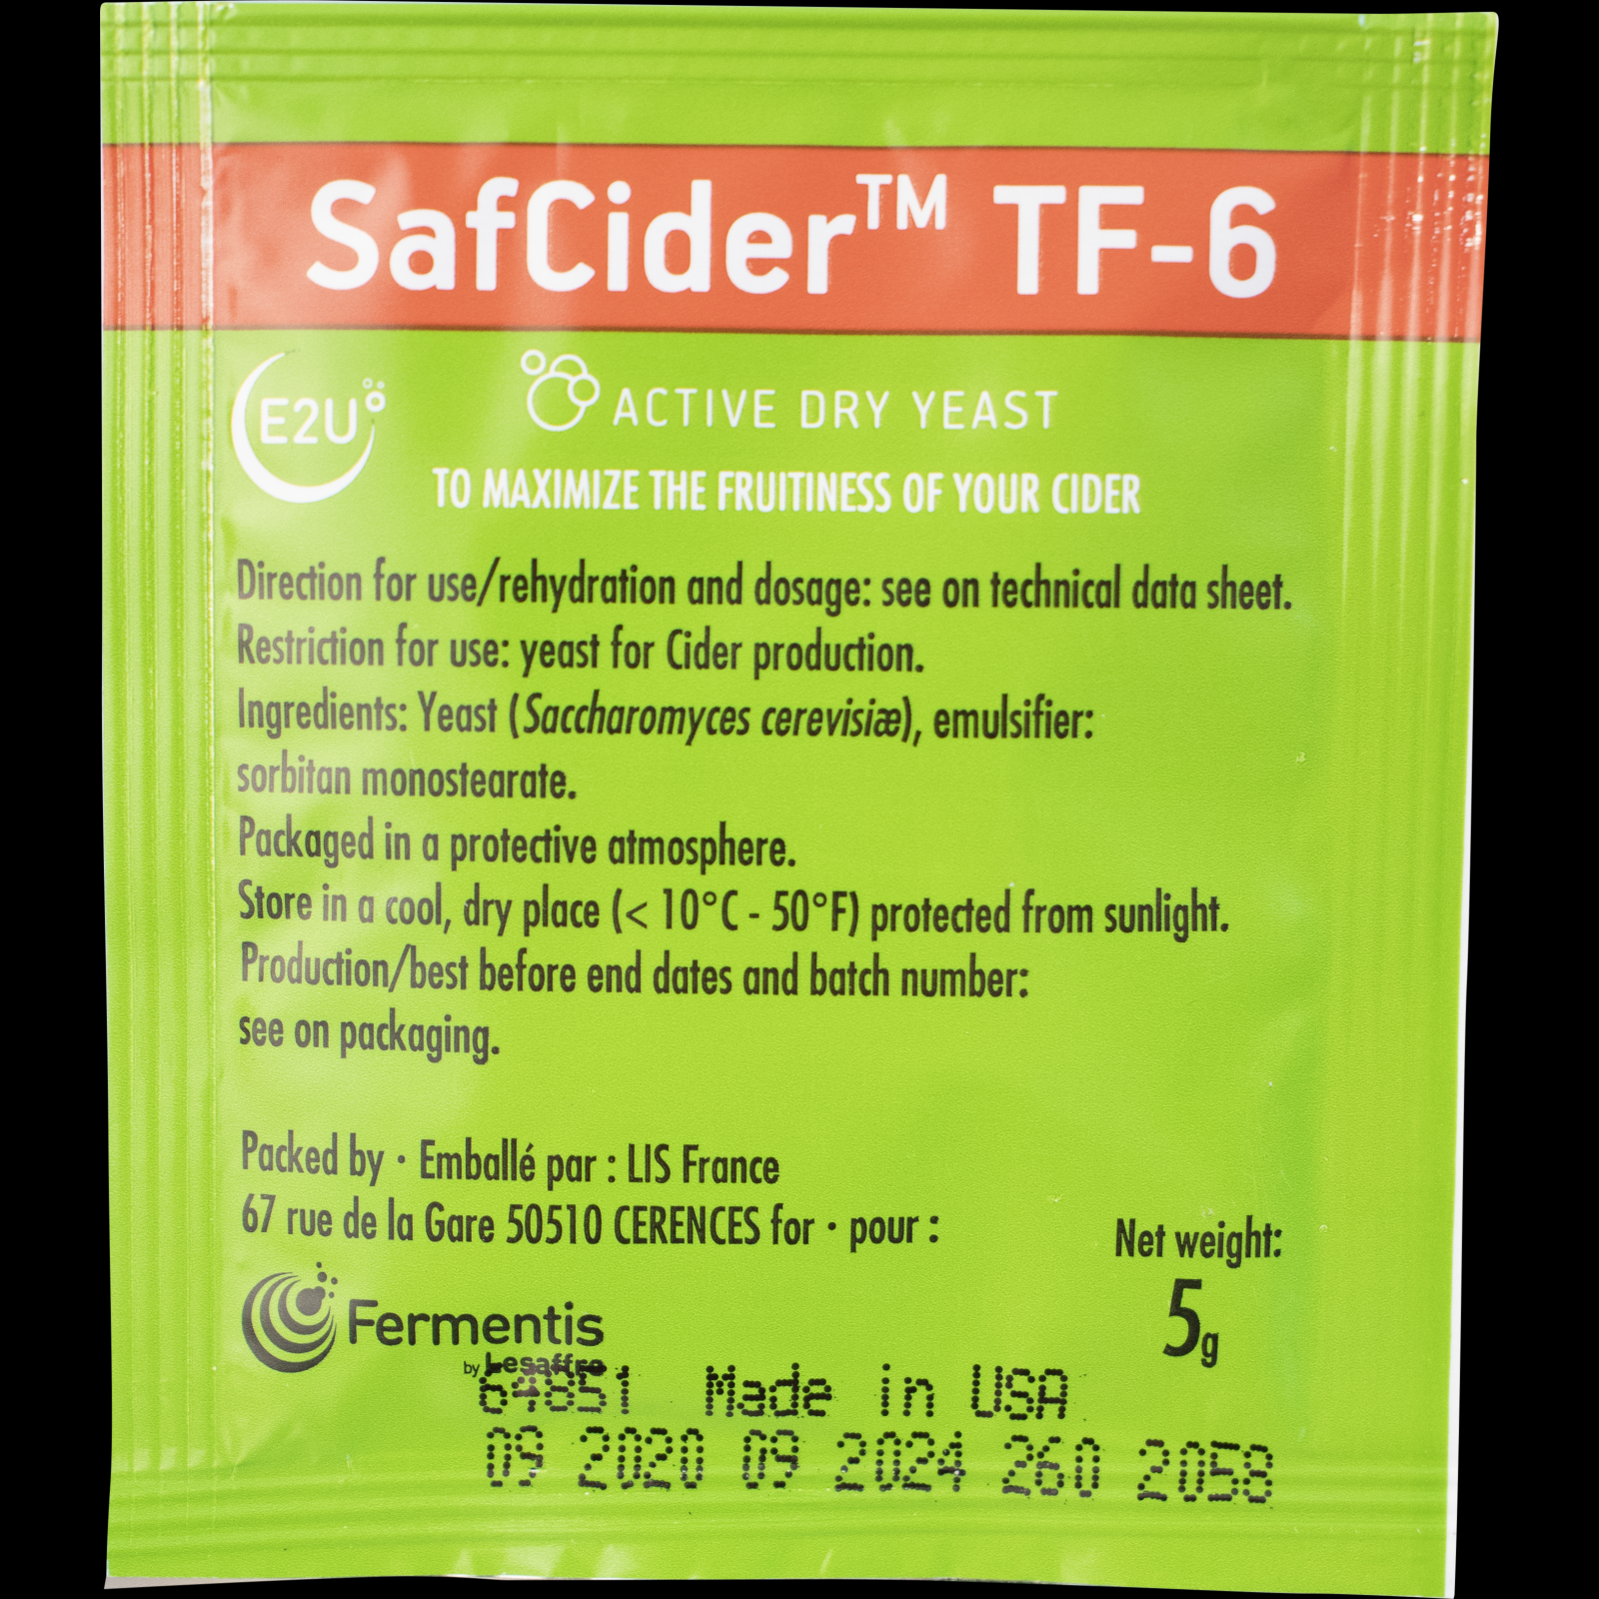 SafCider™ TF-6
E2U
ACTIVE DRY YEAST
TO MAXIMIZE THE FRUITINESS OF YOUR CIDER
Direction for use/rehydration and dosage: see on technical data sheet.
Restriction for use: yeast for Cider production.
Ingredients: Yeast (Saccharomyces cerevisiæ), emulsifier:
sorbitan monostearate.
Packaged in a protective atmosphere.
Store in a cool, dry place (< 10°C - 50°F) protected from sunlight.
Production/best before end dates and batch number:
see on packaging.
Packed by · Emballé par : LIS France
67 rue de la Gare 50510 CERENCES for · pour :
Net weight:
5g
Fermentis
by Lesaffre
64651 Made in USA
09 2020 09 2024 260 2058